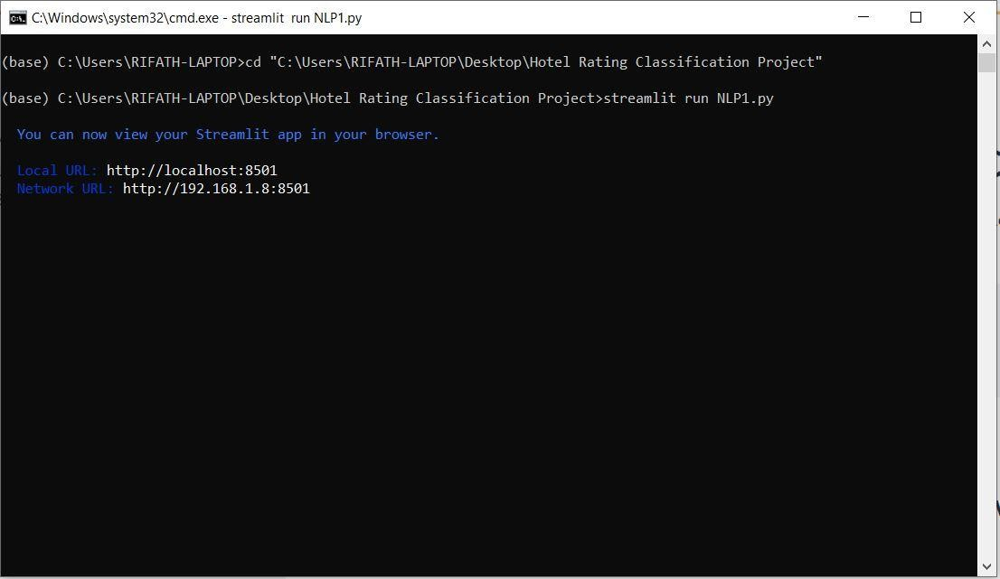 C:\Windows\system32\cmd.exe - streamlit  run NLP1.py
(base) C:\Users\RIFATH-LAPTOP>cd "C:\Users\RIFATH-LAPTOP\Desktop\Hotel Rating Classification Project"
(base) C:\Users\RIFATH-LAPTOP\Desktop\Hotel Rating Classification Project>streamlit run NLP1.py
You can now view your Streamlit app in your browser.
Local URL: http://localhost:8501
Network URL: http://192.168.1.8:8501